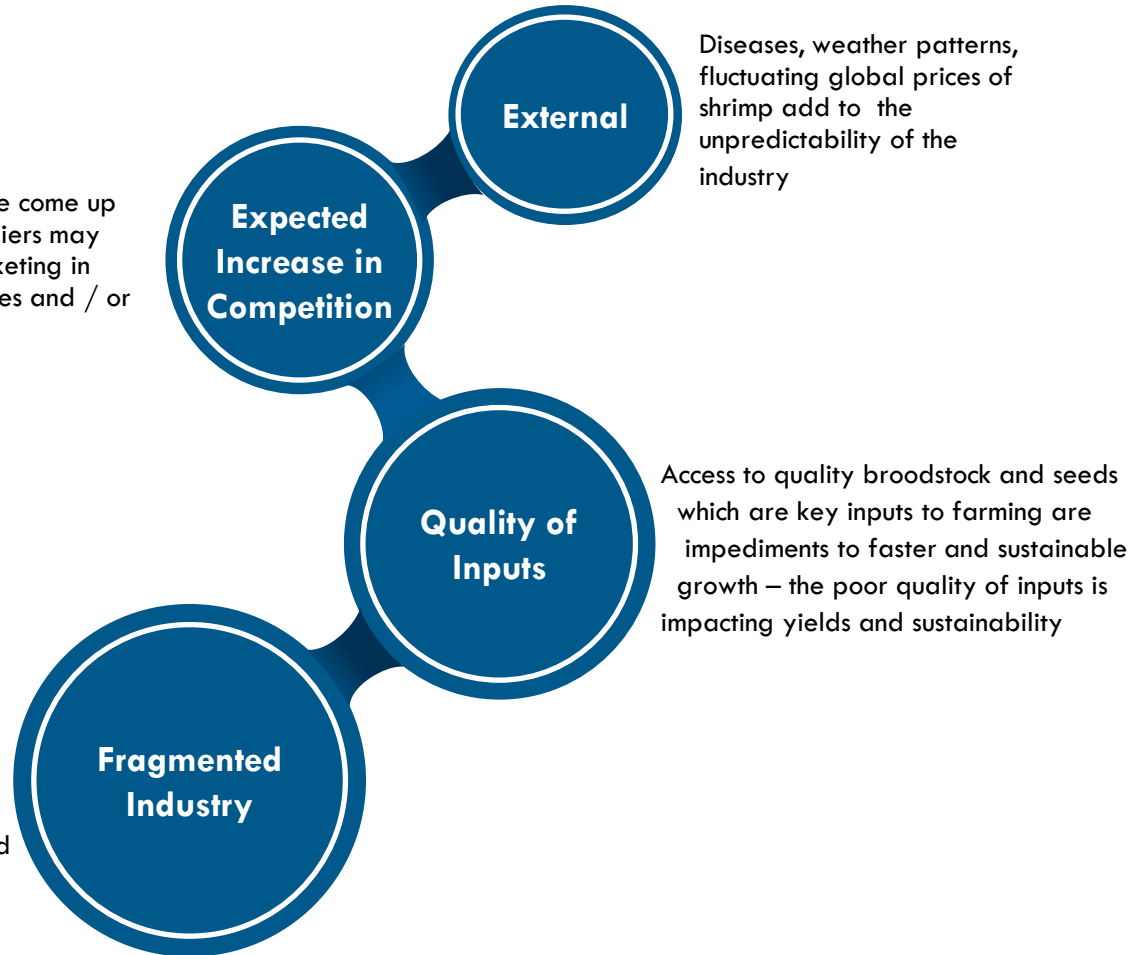 External
Diseases, weather patterns,
fluctuating global prices of
shrimp add to the
unpredictability of the
industry
e come up
iers may
keting in
es and / or
Expected
Increase in
Competition
Quality of
Inputs
Access to quality broodstock and seeds
which are key inputs to farming are
impediments to faster and sustainable
growth – the poor quality of inputs is
impacting yields and sustainability
Fragmented
Industry
d